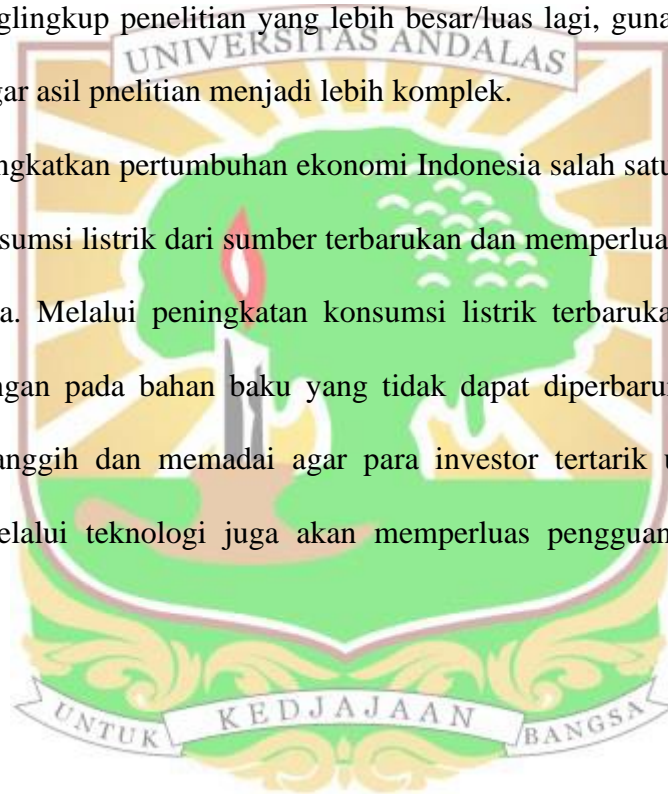 glingkup penelitian yang lebih besar/luas lagi, guna
UNIVERSITAS ANDALAS
gar asil pnelitian menjadi lebih komplek.
ngkatkan pertumbuhan ekonomi Indonesia salah satu
sumsi listrik dari sumber terbarukan dan memperlua
a. Melalui peningkatan konsumsi listrik terbaruka
ngan pada bahan baku yang tidak dapat diperbaru
anggih dan memadai agar para investor tertarik u
elalui teknologi juga akan memperluas pengguan
UNTUK KEDJAJAAN BANGSA